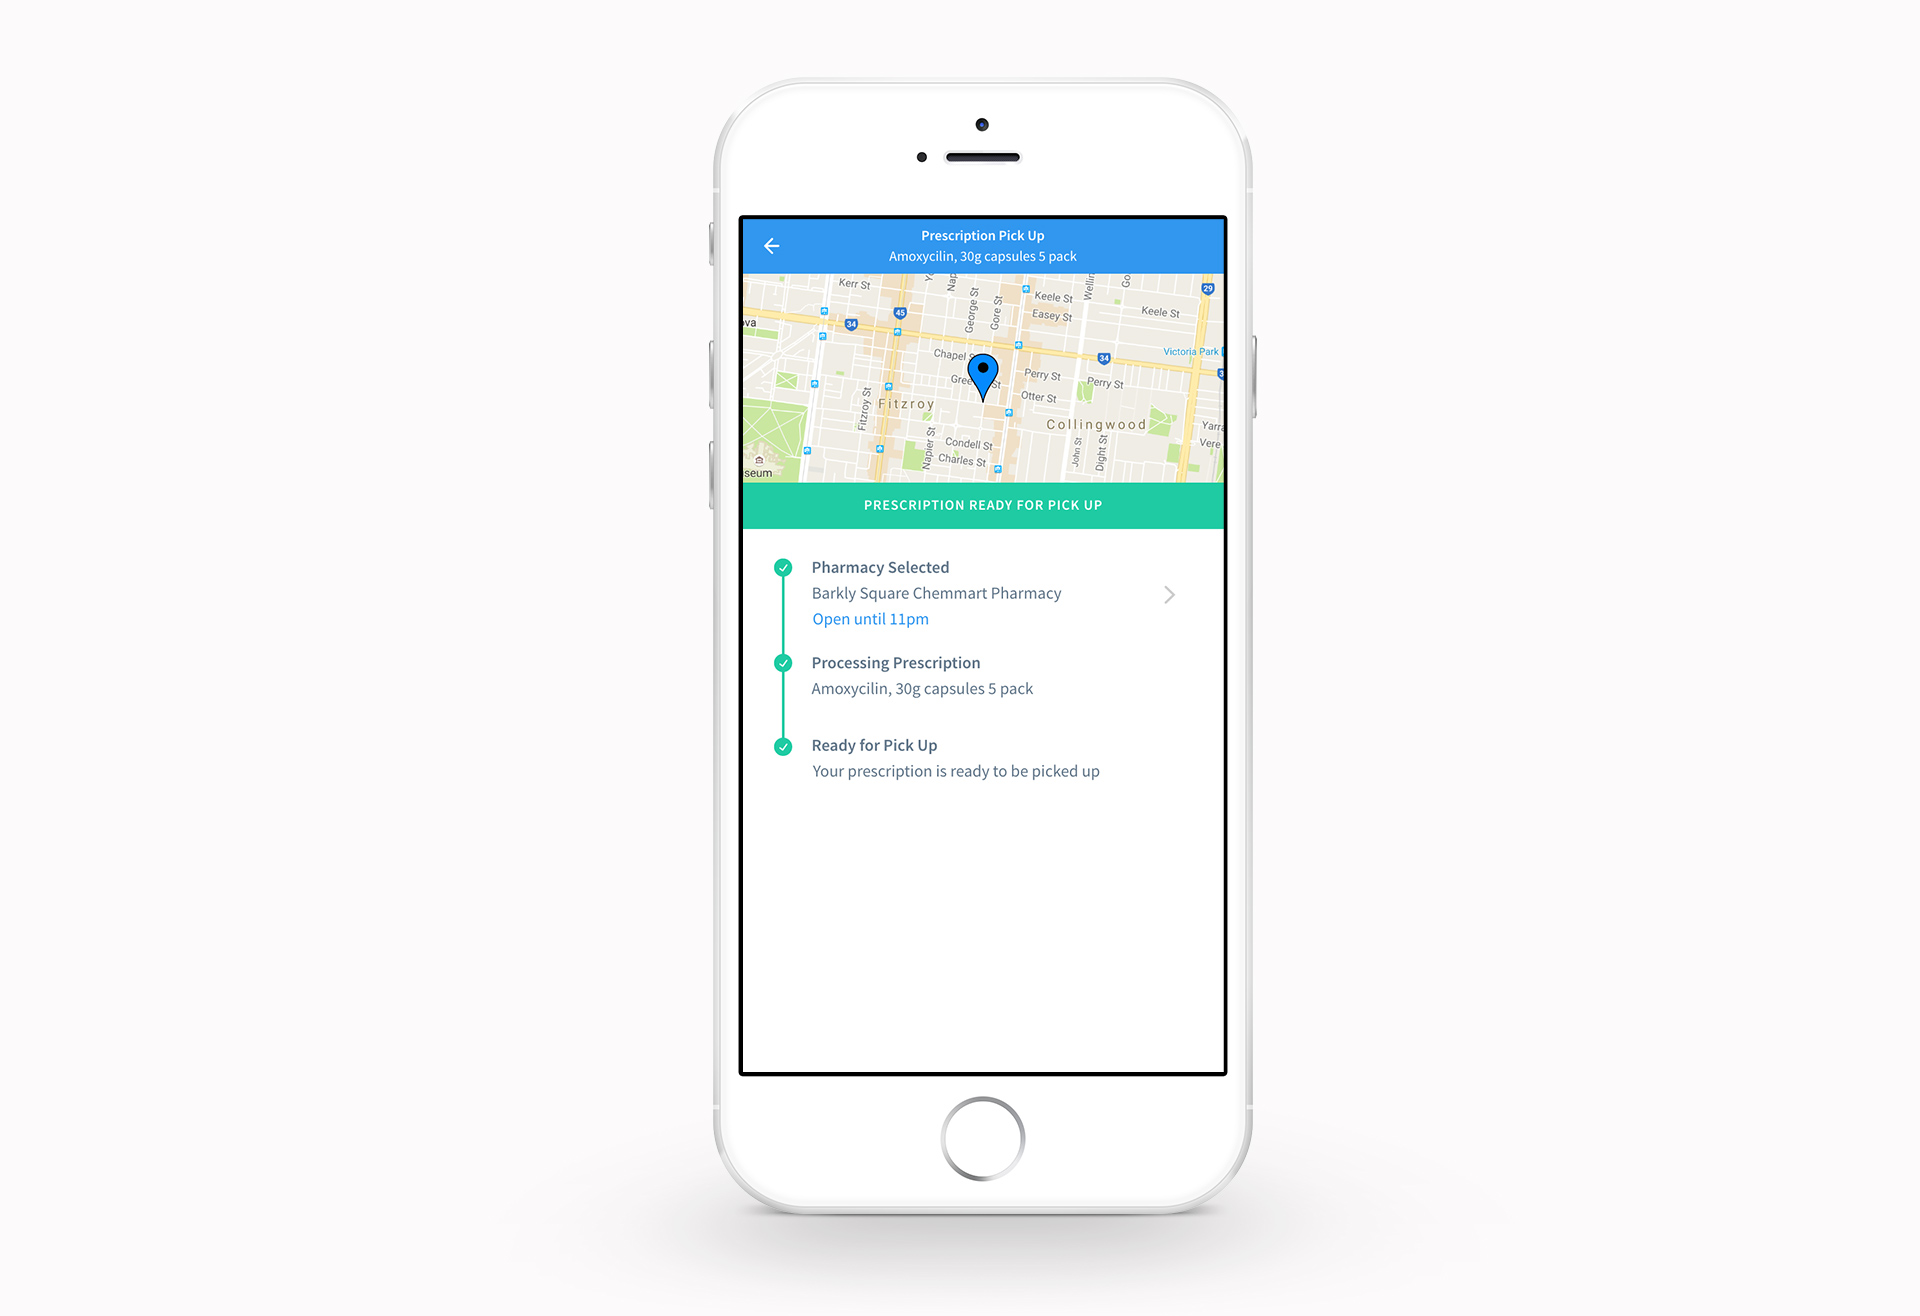 Prescription Pick Up
Amoxycilin, 30g capsules 5 pack
Kerr St
George St
Gore St
Keele St
Easy St
Keele St
29
45
34
Chapel
34
Victoria Park
Perry St
Perry St
Otter St
Fitzroy St
Fitzroy
Collingwood
Napier St
Condell St
Charles St
John St
Dight St
PRESCRIPTION READY FOR PICK UP
Pharmacy Selected
Barkly Square Chemmart Pharmacy
Open until 11pm
Processing Prescription
Amoxycilin, 30g capsules 5 pack
Ready for Pick Up
Your prescription is ready to be picked up